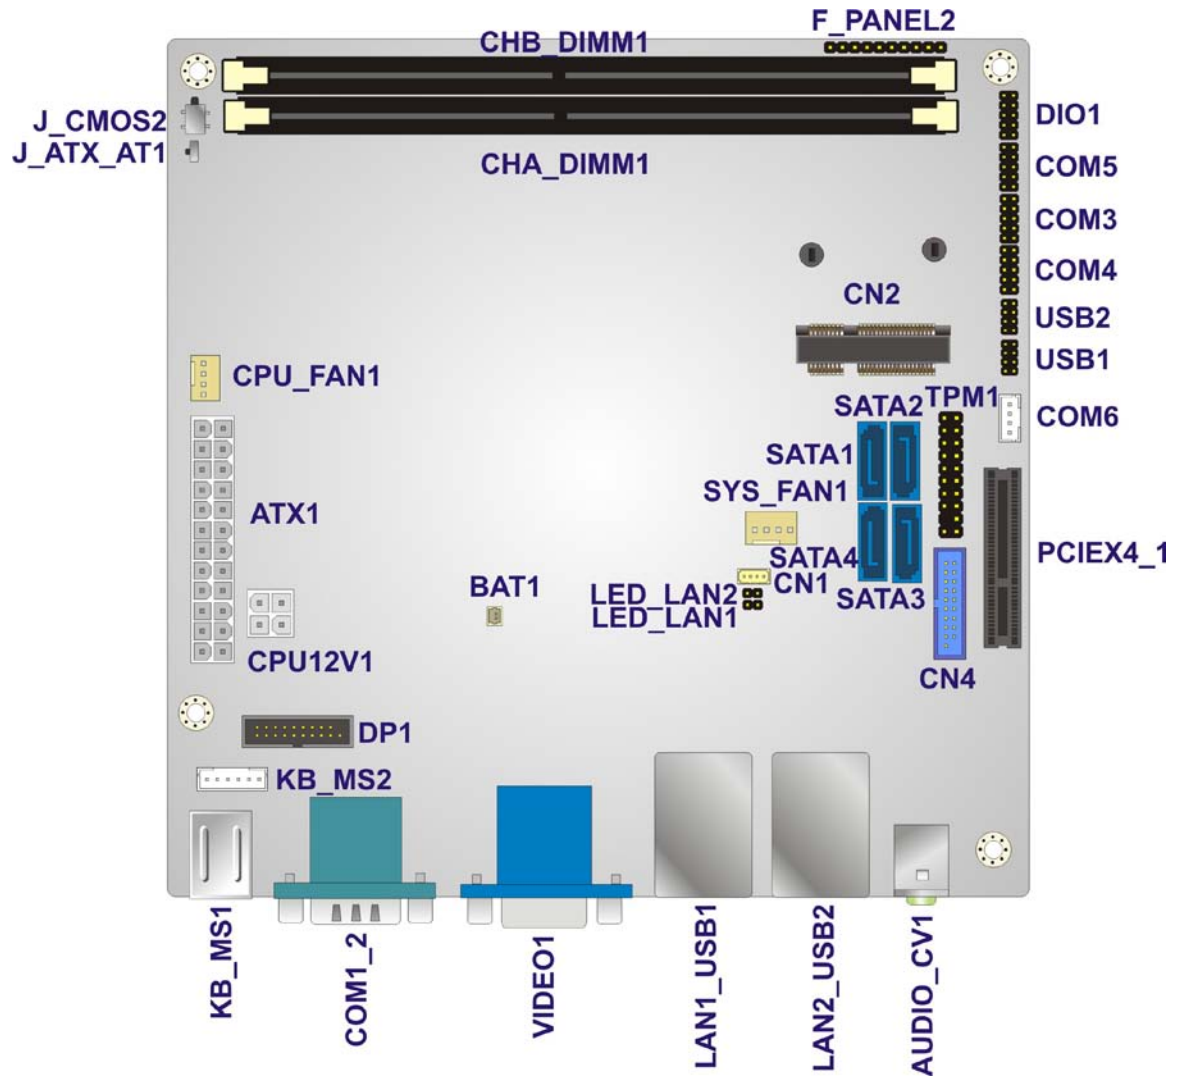 F_PANEL2
CHB_DIMM1
J_CMOS2
DIO1
J_ATX_AT1
CHA_DIMM1
COM5
COM3
COM4
CN2
USB2
USB1
CPU_FAN1
TPM1
SATA2
COM6
SATA1
SYS_FAN1
ATX1
SATA4
PCIEX4_1
CN1
BAT1
LED_LAN2
SATA3
LED_LAN1
CPU12V1
CN4
DP1
KB_MS2
KB_MS1
COM1_2
VIDEO1
LAN1_USB1
LAN2_USB2
AUDIO_CV1